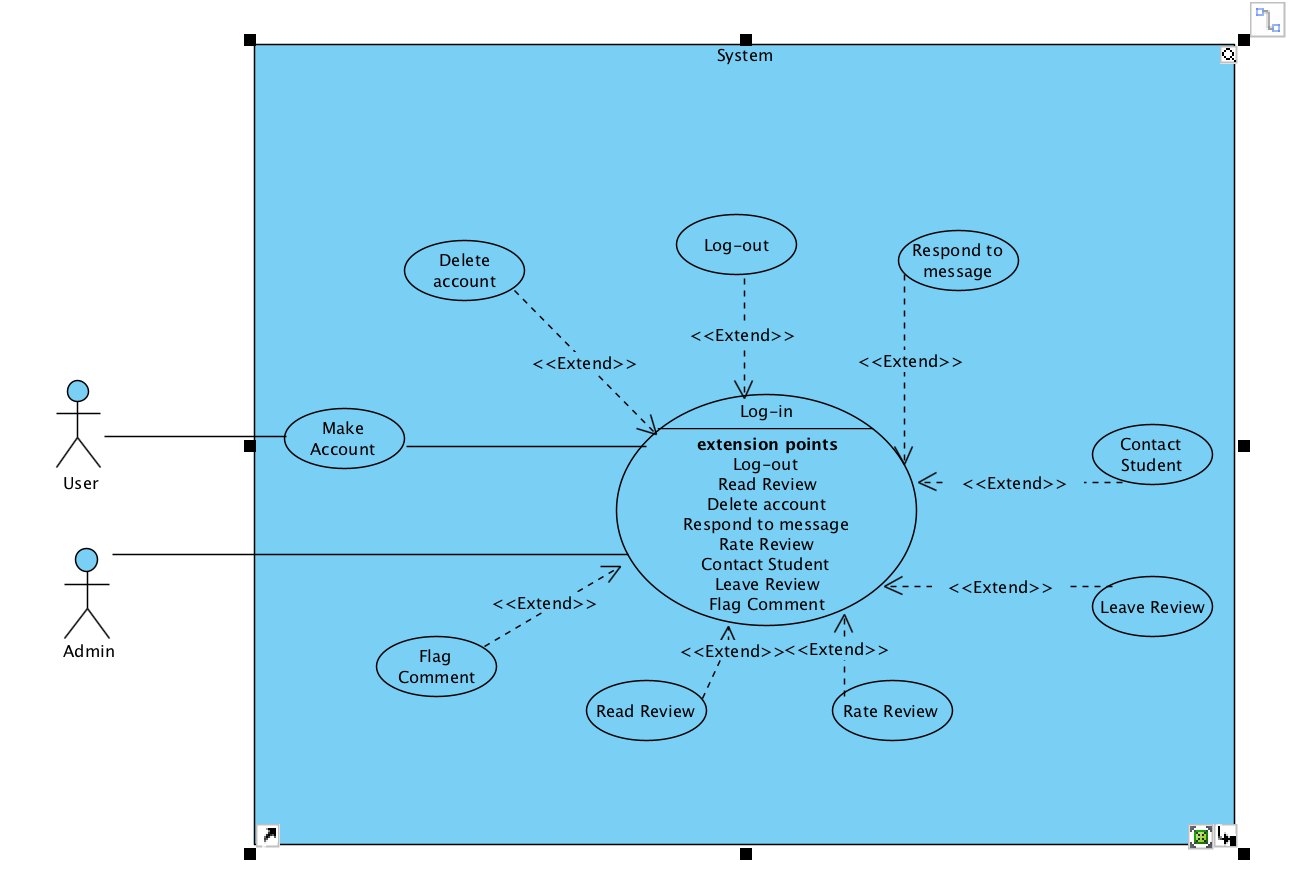 System
Log-out
Respond to
message
Delete
account
<<Extend>>
<<Extend>>
<<Extend>>
User
Make
Account
Log-in
extension points
Log-out
Read Review
Delete account
Respond to message
Rate Review
Contact Student
Leave Review
Flag Comment
Contact
Student
<<Extend>>
Admin
<<Extend>>
<<Extend>>
Leave Review
Flag
Comment
<<Extend>>
<<Extend>>
Read Review
Rate Review